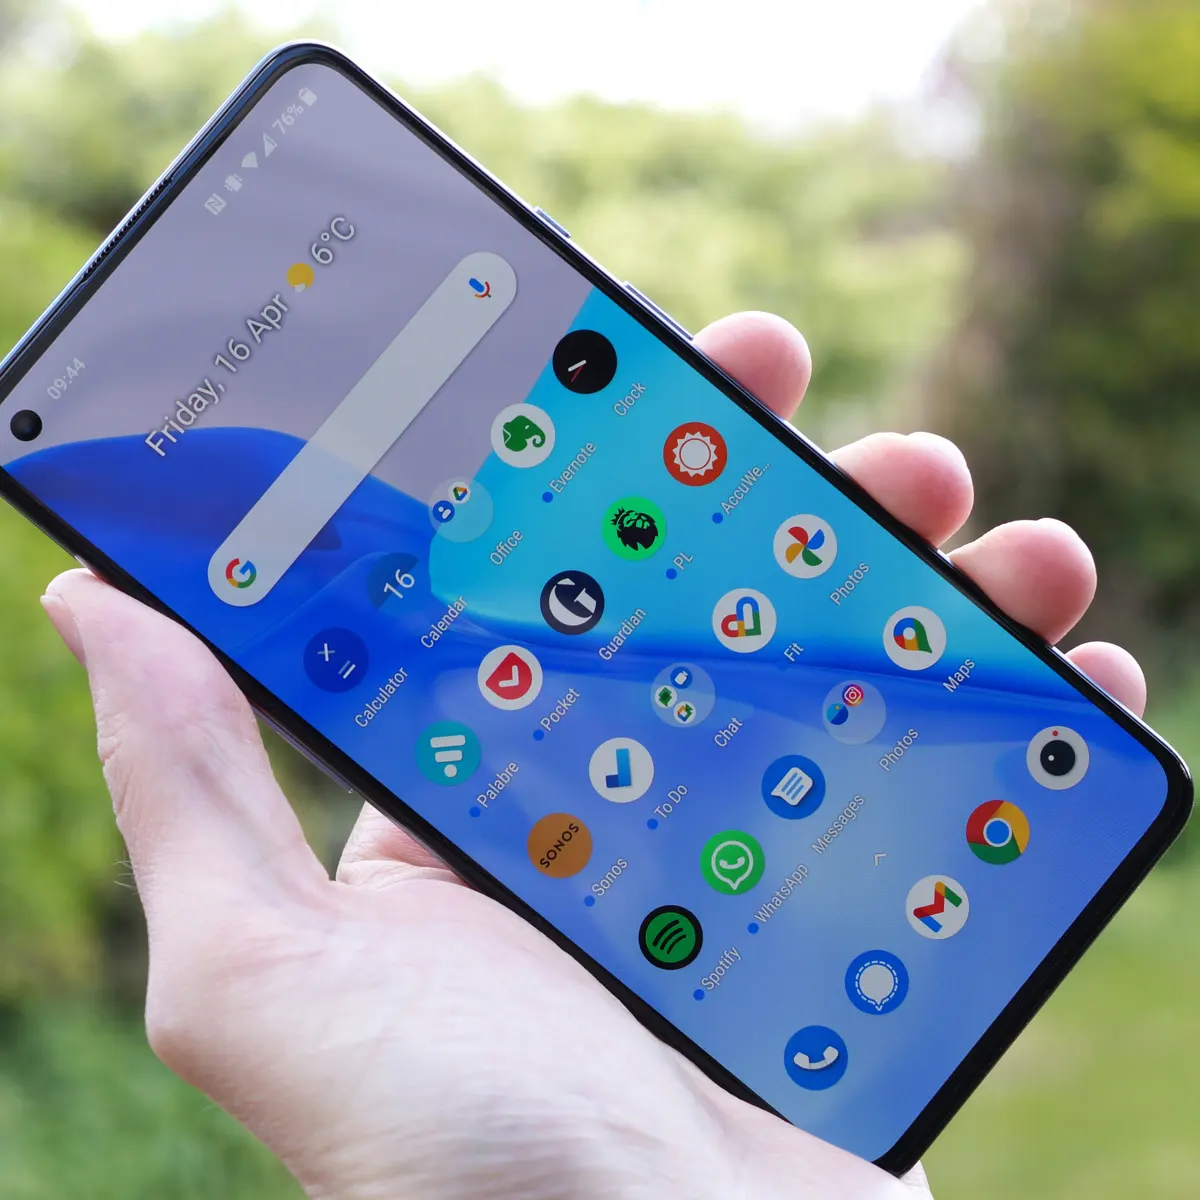 09:44
76%
Friday, 16 Apr 6°C
G
Calculator
16
Calendar
Office
Evernote
Clock
Palabre
Pocket
Guardian
PL
AccuWe...
SONOS
Sonos
To Do
Chat
Fit
Photos
Spotify
WhatsApp
Messages
Photos
Maps